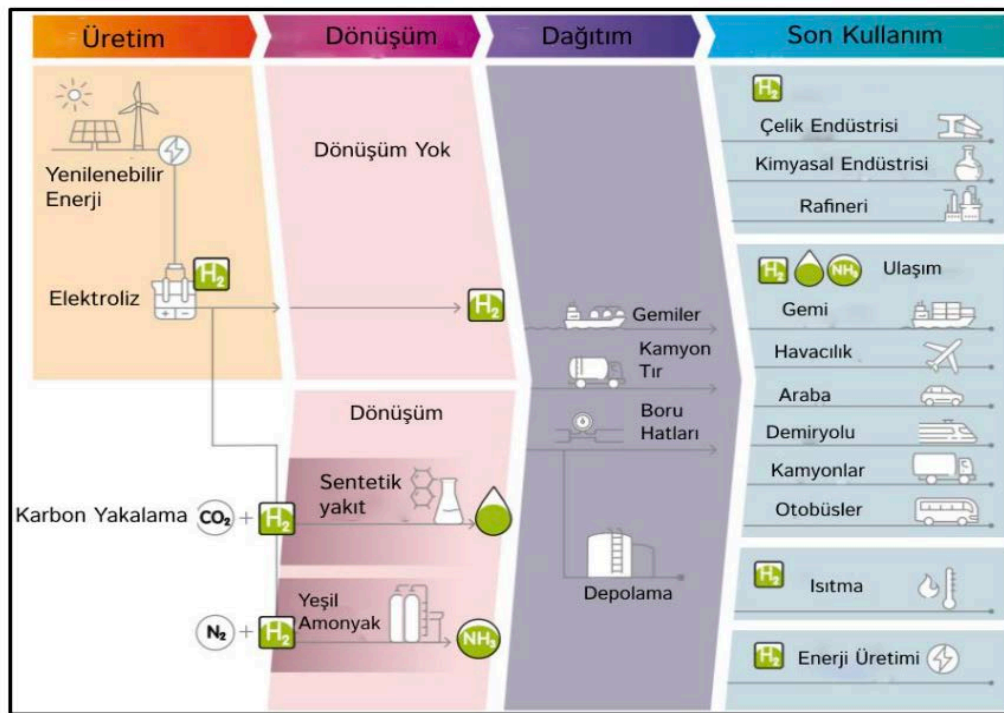 Üretim
Dönüşüm
Dağıtım
Son Kullanım
Yenilenebilir
Enerji
Elektroliz
H₂
Dönüşüm Yok
H₂
Karbon Yakalama
CO₂ + H₂
N₂ + H₂
Dönüşüm
Sentetik
yakıt
Yeşil
Amonyak
NH₃
Gemiler
Kamyon
Tır
Boru
Hatları
Depolama
H₂
Çelik Endüstrisi
Kimyasal Endüstrisi
Rafineri
H₂ NH₃ Ulaşım
Gemi
Havacılık
Araba
Demiryolu
Kamyonlar
Otobüsler
H₂ Isıtma
H₂ Enerji Üretimi